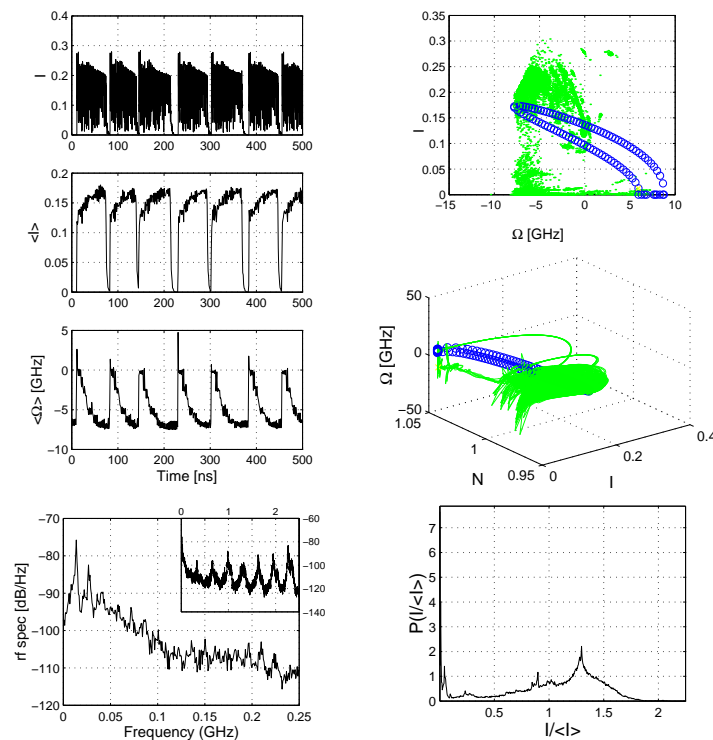 0.4
0.3
0.2
0.1
0
I
0 100 200 300 400 500
0.2
0.15
0.1
0.05
0
<I>
0 100 200 300 400 500
5
0
−5
−10
<Ω> [GHz]
0 100 200 300 400 500
Time [ns]
0.35
0.3
0.25
0.2
0.15
0.1
0.05
0
I
−15 −10 −5 0 5 10
Ω [GHz]
50
0
−50
Ω [GHz]
1.05
1
0.95
N
0
0.2
0.4
I
−70
−80
−90
−100
−110
−120
rf spec [dB/Hz]
0 0.05 0.1 0.15 0.2 0.25
Frequency (GHz)
0 1 2
−60
−80
−100
−120
−140
7
6
5
4
3
2
1
0
P(I/<I>)
0.5 1 1.5 2
I/<I>